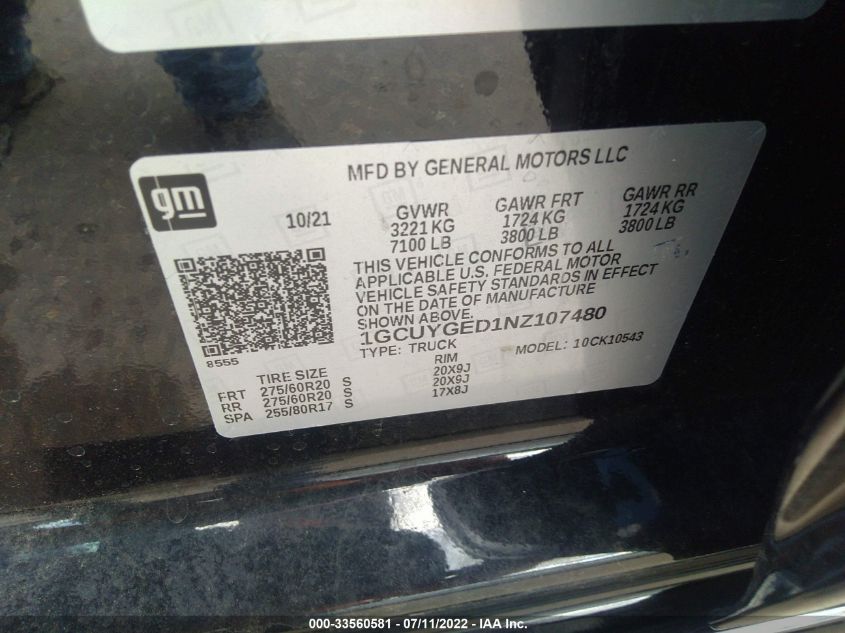 gm
MFD BY GENERAL MOTORS LLC
10/21
GVWR
3221 KG
7100 LB
GAWR FRT
1724 KG
3800 LB
GAWR RR
1724 KG
3800 LB
THIS VEHICLE CONFORMS TO ALL
APPLICABLE U.S. FEDERAL MOTOR
VEHICLE SAFETY STANDARDS IN EFFECT
ON THE DATE OF MANUFACTURE
SHOWN ABOVE.
1GCUYGED1NZ107480
TYPE: TRUCK
MODEL: 10CK10543
8555
TIRE SIZE
RIM
FRT 275/60R20 S 20X9J
RR 275/60R20 S 20X9J
SPA 255/80R17 S 17X8J
000-33560581 - 07/11/2022 - © IAA Inc.